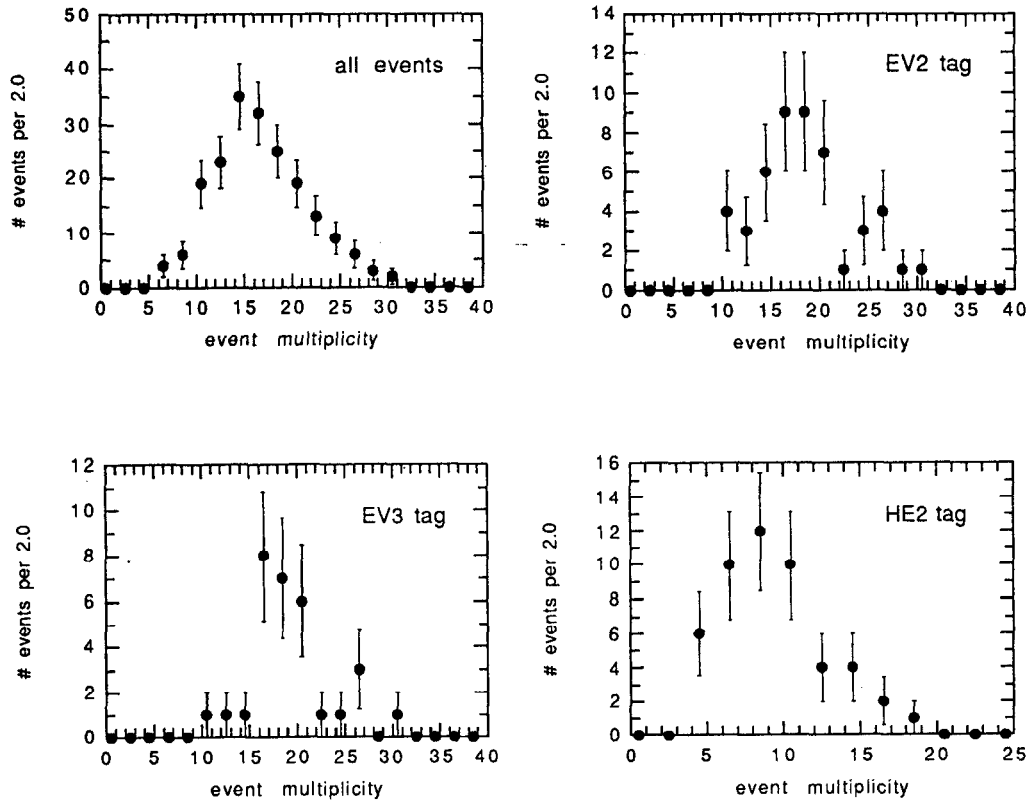 50
40
30
20
10
0
# events per 2.0
all events
0 5 10 15 20 25 30 35 40
event multiplicity
14
12
10
8
6
4
2
0
# events per 2.0
EV2 tag
0 5 10 15 20 25 30 35 40
event multiplicity
12
10
8
6
4
2
0
# events per 2.0
EV3 tag
0 5 10 15 20 25 30 35 40
event multiplicity
16
14
12
10
8
6
4
2
0
# events per 2.0
HE2 tag
0 5 10 15 20 25
event multiplicity